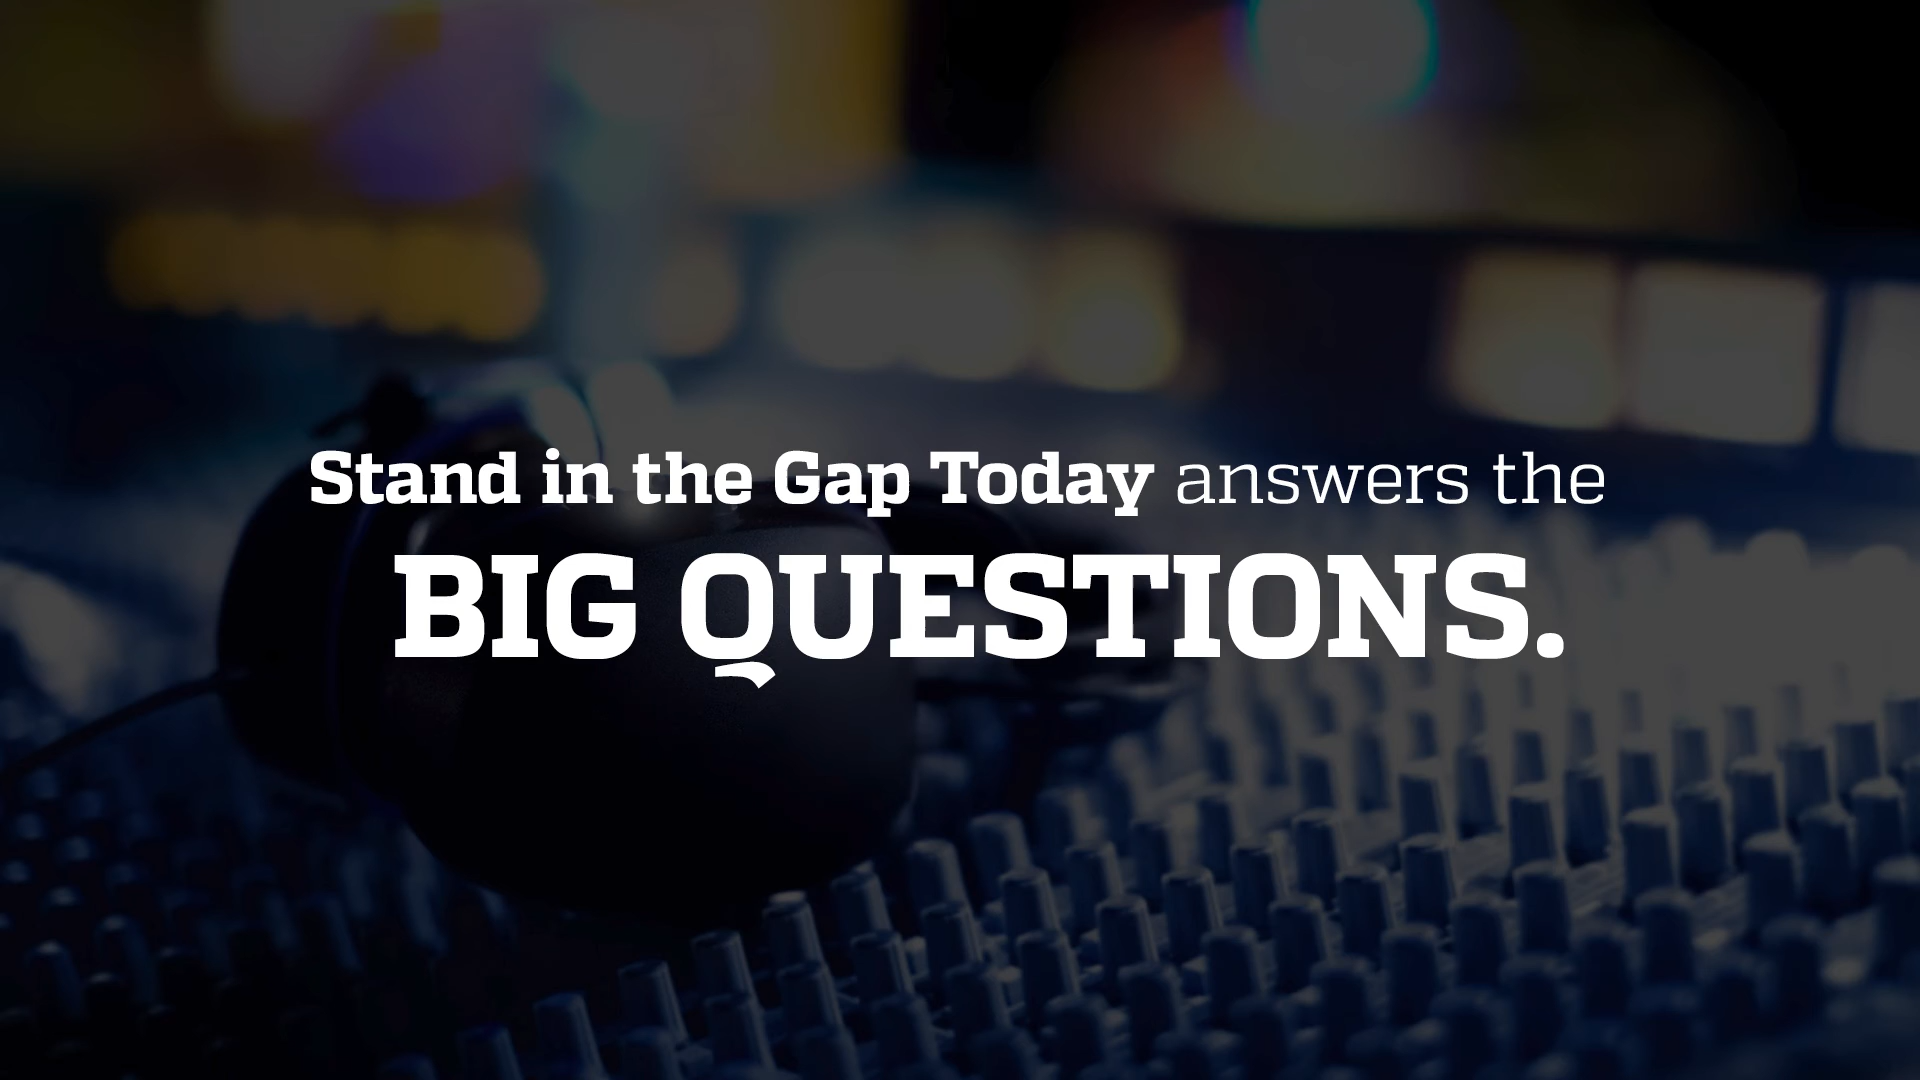 Stand in the Gap Today answers the
BIG QUESTIONS.